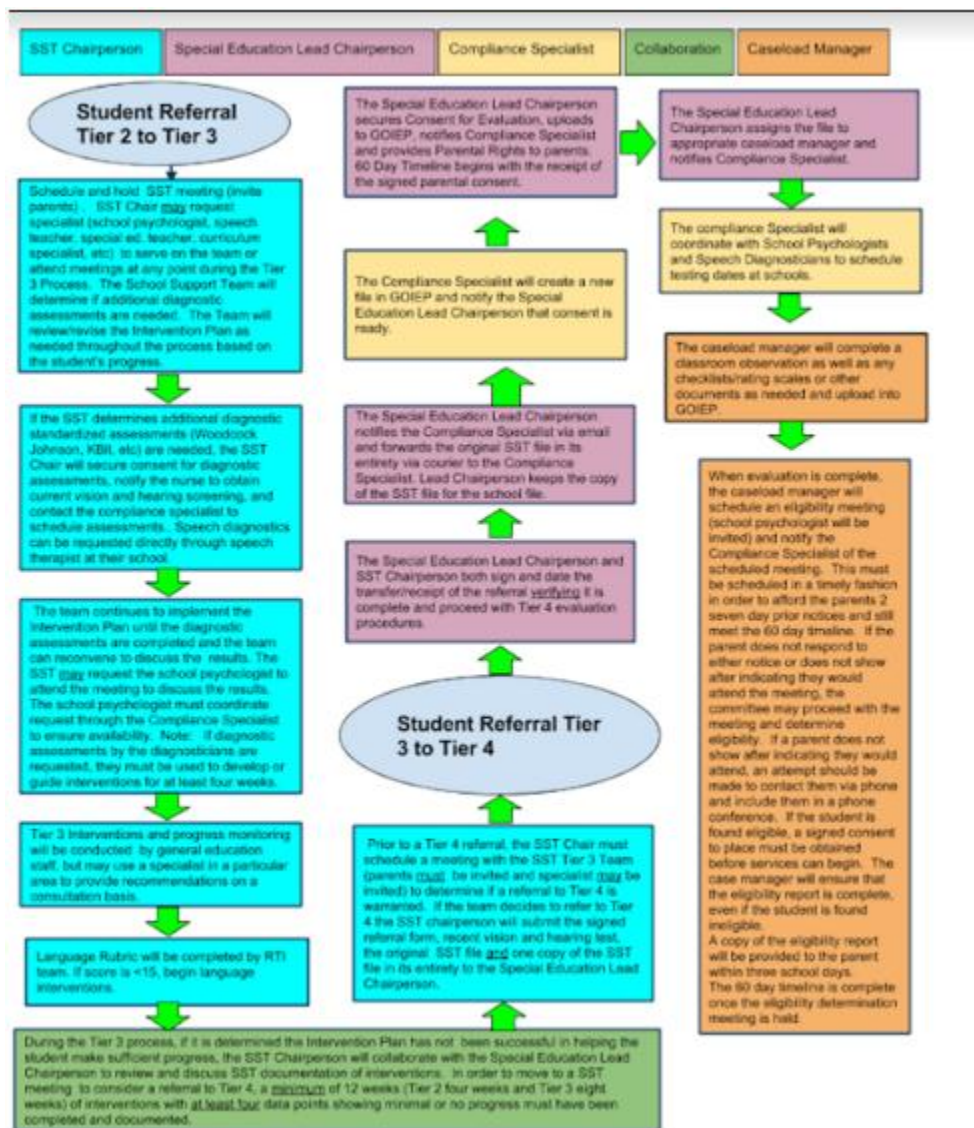 SST Chairperson
Special Education Lead Chairperson
Compliance Specialist
Collaboration
Caseload Manager
Student Referral
Tier 2 to Tier 3
Schedule and hold SST meeting (invite
parents) . SST Chair may request
specialist (school psychologist, speech
teacher, special ed. teacher, curriculum
specialist, etc) to serve on the team or
attend meetings at any point during the Tier
3 Process. The School Support Team will
determine if additional diagnostic
assessments are needed. The Team will
review/revise the Intervention Plan as
needed throughout the process based on
the student's progress.
If the SST determines additional diagnostic
standardized assessments (Woodcock
Johnson, KBit, etc) are needed, the SST
Chair will secure consent for diagnostic
assessments, notify the nurse to obtain
current vision and hearing screening, and
contact the compliance specialist to
schedule assessments. Speech diagnostics
can be requested directly through speech
therapist at their school.
The team continues to implement the
Intervention Plan until the diagnostic
assessments are completed and the team
can reconvene to discuss the results. The
SST may request the school psychologist to
attend the meeting to discuss the results.
The school psychologist must coordinate
request through the Compliance Specialist
to ensure availability. Note: If diagnostic
assessments by the diagnosticians are
requested, they must be used to develop or
guide interventions for at least four weeks.
Tier 3 Interventions and progress monitoring
will be conducted by general education
staff, but may use a specialist in a particular
area to provide recommendations on a
consultation basis.
Language Rubric will be completed by RTI
team. If score is <15, begin language
interventions.
During the Tier 3 process, if it is determined the Intervention Plan has not been successful in helping the
student make sufficient progress, the SST Chairperson will collaborate with the Special Education Lead
Chairperson to review and discuss SST documentation of interventions. In order to move to a SST
meeting to consider a referral to Tier 4, a minimum of 12 weeks (Tier 2 four weeks and Tier 3 eight
weeks) of interventions with at least four data points showing minimal or no progress must have been
completed and documented.
Prior to a Tier 4 referral, the SST Chair must
schedule a meeting with the SST Tier 3 Team
(parents must be invited and specialist may be
invited) to determine if a referral to Tier 4 is
warranted. If the team decides to refer to Tier
4 the SST chairperson will submit the signed
referral form, recent vision and hearing test,
the original SST file and one copy of the SST
file in its entirety to the Special Education Lead
Chairperson.
Student Referral Tier
3 to Tier 4
The Special Education Lead Chairperson and
SST Chairperson both sign and date the
transfer/receipt of the referral verifying it is
complete and proceed with Tier 4 evaluation
procedures.
The Special Education Lead Chairperson
notifies the Compliance Specialist via email
and forwards the original SST file in its
entirety via courier to the Compliance
Specialist. Lead Chairperson keeps the copy
of the SST file for the school file.
The Compliance Specialist will create a new
file in GOIEP and notify the Special
Education Lead Chairperson that consent is
ready.
The Special Education Lead Chairperson
secures Consent for Evaluation, uploads
to GOIEP, notifies Compliance Specialist
and provides Parental Rights to parents.
60 Day Timeline begins with the receipt of
the signed parental consent.
The Special Education Lead
Chairperson assigns the file to
appropriate caseload manager and
notifies Compliance Specialist.
The compliance Specialist will
coordinate with School Psychologists
and Speech Diagnosticians to schedule
testing dates at schools.
The caseload manager will complete a
classroom observation as well as any
checklists/rating scales or other
documents as needed and upload into
GOIEP.
When evaluation is complete,
the caseload manager will
schedule an eligibility meeting
(school psychologist will be
invited) and notify the
Compliance Specialist of the
scheduled meeting. This must
be scheduled in a timely fashion
in order to afford the parents 2
seven day prior notices and still
meet the 60 day timeline. If the
parent does not respond to
either notice or does not show
after indicating they would
attend the meeting, the
committee may proceed with the
meeting and determine
eligibility. If a parent does not
show after indicating they would
attend, an attempt should be
made to contact them via phone
and include them in a phone
conference. If the student is
found eligible, a signed consent
to place must be obtained
before services can begin. The
case manager will ensure that
the eligibility report is complete,
even if the student is found
ineligible.
A copy of the eligibility report
will be provided to the parent
within three school days.
The 60 day timeline is complete
once the eligibility determination
meeting is held.